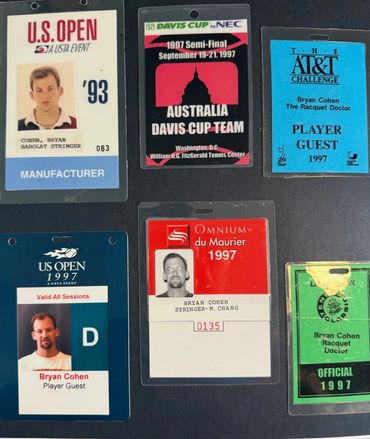 U.S. OPEN
A USTA EVENT
'93
COHEN, BRYAN
BABOLAT STRINGER
063
MANUFACTURER
DAVIS CUP by NEC
1997 Semi-Final
September 19-21, 1997
AUSTRALIA
DAVIS CUP TEAM
Washington, D.C.
William H.G. FitzGerald Tennis Center
THE
AT&T
CHALLENGE
Bryan Cohen
The Racquet Doctor
PLAYER
GUEST
1997
US OPEN
1997
A USTA EVENT
Valid All Sessions
D
Bryan Cohen
Player Guest
OMNIUM
du Maurier
1997
BRYAN COHEN
STRINGER-M.CHANG
0135
Bryan Cohen
Racquet
Doctor
OFFICIAL
1997